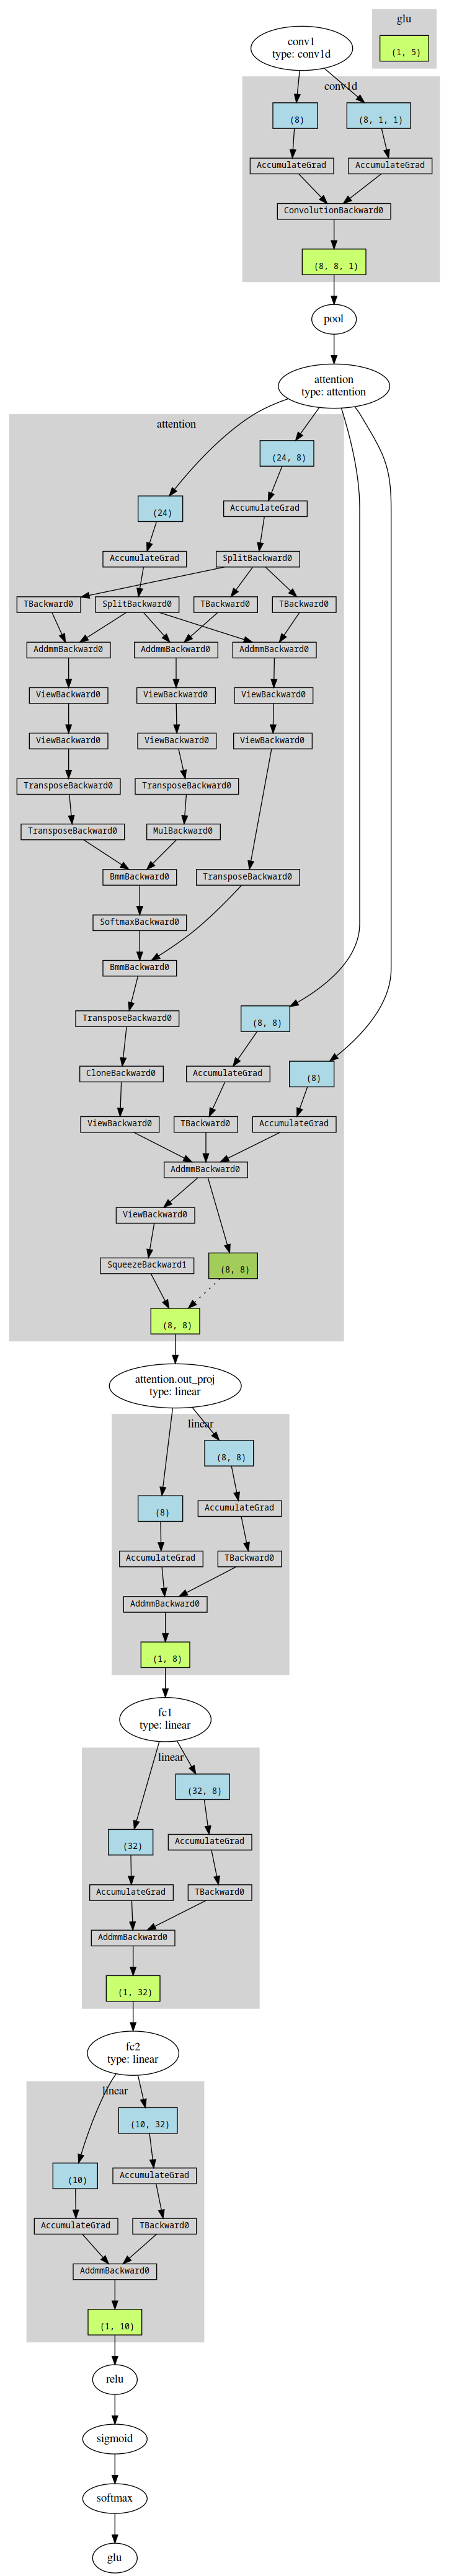 glu
(1, 5)
conv1
type: conv1d
conv1d
(8)
(8, 1, 1)
AccumulateGrad
AccumulateGrad
ConvolutionBackward0
(8, 8, 1)
pool
attention
type: attention
attention
(24, 8)
(24)
AccumulateGrad
AccumulateGrad
SplitBackward0
TBackward0
SplitBackward0
TBackward0
TBackward0
AddmmBackward0
AddmmBackward0
AddmmBackward0
ViewBackward0
ViewBackward0
ViewBackward0
ViewBackward0
ViewBackward0
ViewBackward0
TransposeBackward0
TransposeBackward0
TransposeBackward0
MulBackward0
BmmBackward0
TransposeBackward0
SoftmaxBackward0
BmmBackward0
TransposeBackward0
(8, 8)
CloneBackward0
AccumulateGrad
(8)
ViewBackward0
TBackward0
AccumulateGrad
AddmmBackward0
ViewBackward0
SqueezeBackward1
(8, 8)
(8, 8)
attention.out_proj
type: linear
linear
(8, 8)
(8)
AccumulateGrad
AccumulateGrad
TBackward0
AddmmBackward0
(1, 8)
fc1
type: linear
linear
(32, 8)
(32)
AccumulateGrad
AccumulateGrad
TBackward0
AddmmBackward0
(1, 32)
fc2
type: linear
linear
(10, 32)
(10)
AccumulateGrad
AccumulateGrad
TBackward0
AddmmBackward0
(1, 10)
relu
sigmoid
softmax
glu